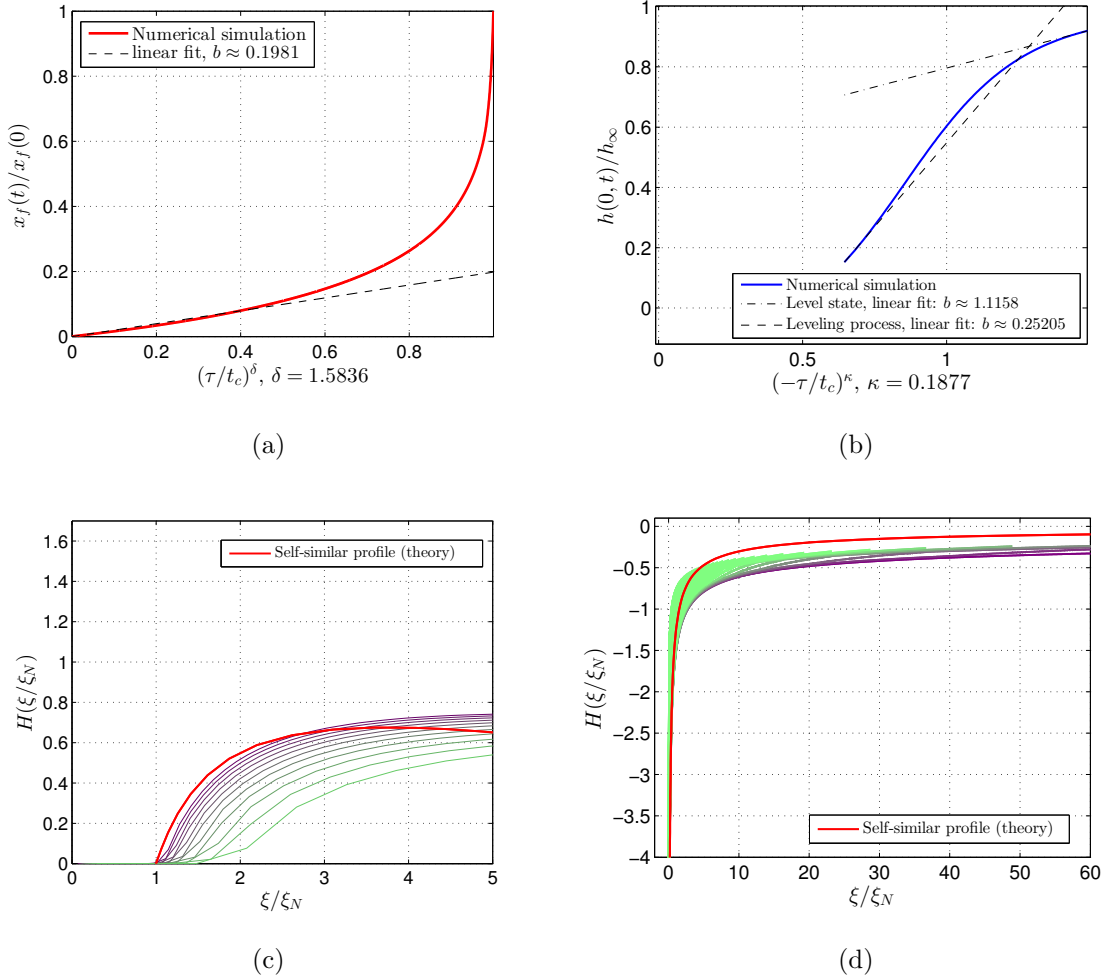 1
0.8
0.6
0.4
0.2
0
0
0.2
0.4
0.6
0.8
x_f(t)/x_f(0)
(τ/t_c)^δ, δ = 1.5836
Numerical simulation
linear fit, b ≈ 0.1981
(a)
1
0.8
0.6
0.4
0.2
0
0
0.5
1
h(0, t)/h_∞
(−τ/t_c)^κ, κ = 0.1877
Numerical simulation
Level state, linear fit: b ≈ 1.1158
Leveling process, linear fit: b ≈ 0.25205
(b)
1.6
1.4
1.2
1
0.8
0.6
0.4
0.2
0
0
1
2
3
4
5
H(ξ/ξ_N)
ξ/ξ_N
Self-similar profile (theory)
(c)
0
−0.5
−1
−1.5
−2
−2.5
−3
−3.5
−4
0
10
20
30
40
50
60
H(ξ/ξ_N)
ξ/ξ_N
Self-similar profile (theory)
(d)